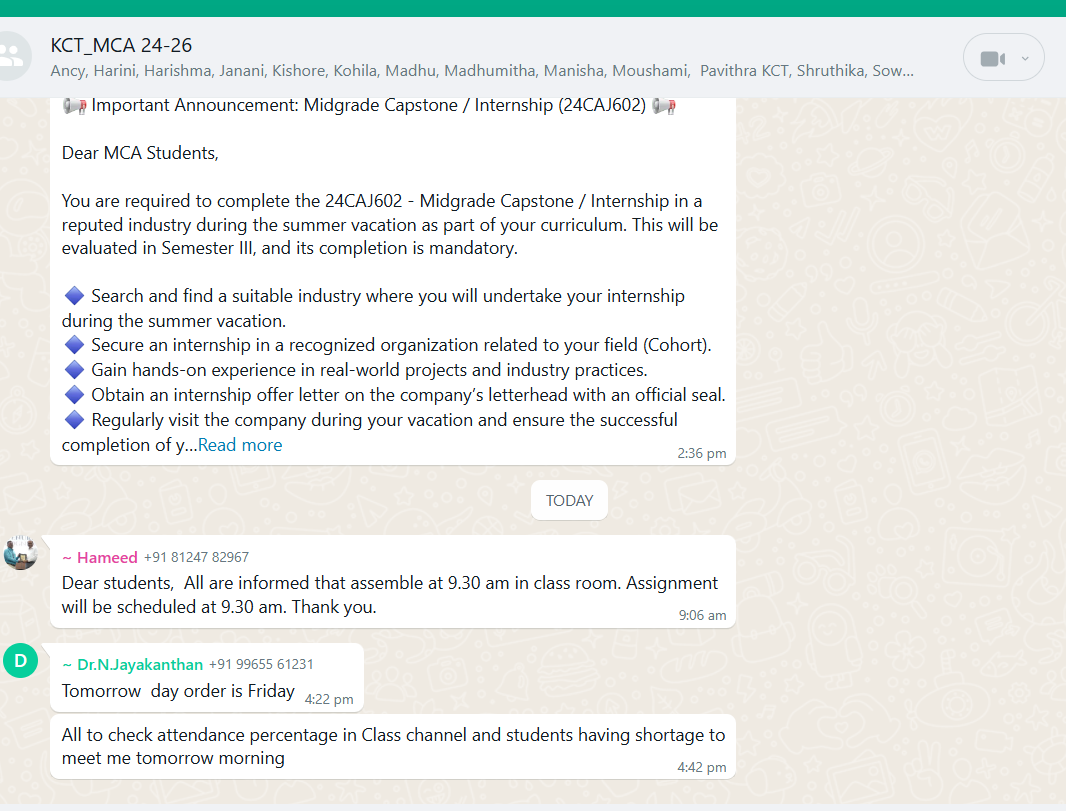 KCT_MCA 24-26
Ancy, Harini, Harishma, Janani, Kishore, Kohila, Madhu, Madhumitha, Manisha, Moushami, Pavithra KCT, Shruthika, Sow...
📢 Important Announcement: Midgrade Capstone / Internship (24CAJ602) 📢
Dear MCA Students,
You are required to complete the 24CAJ602 - Midgrade Capstone / Internship in a
reputed industry during the summer vacation as part of your curriculum. This will be
evaluated in Semester III, and its completion is mandatory.
🔷 Search and find a suitable industry where you will undertake your internship
during the summer vacation.
🔷 Secure an internship in a recognized organization related to your field (Cohort).
🔷 Gain hands-on experience in real-world projects and industry practices.
🔷 Obtain an internship offer letter on the company's letterhead with an official seal.
🔷 Regularly visit the company during your vacation and ensure the successful
completion of y...Read more
2:36 pm
TODAY
~ Hameed +91 81247 82967
Dear students,  All are informed that assemble at 9.30 am in class room. Assignment
will be scheduled at 9.30 am. Thank you.
9:06 am
D
~ Dr.N.Jayakanthan +91 99655 61231
Tomorrow  day order is Friday 4:22 pm
All to check attendance percentage in Class channel and students having shortage to
meet me tomorrow morning
4:42 pm